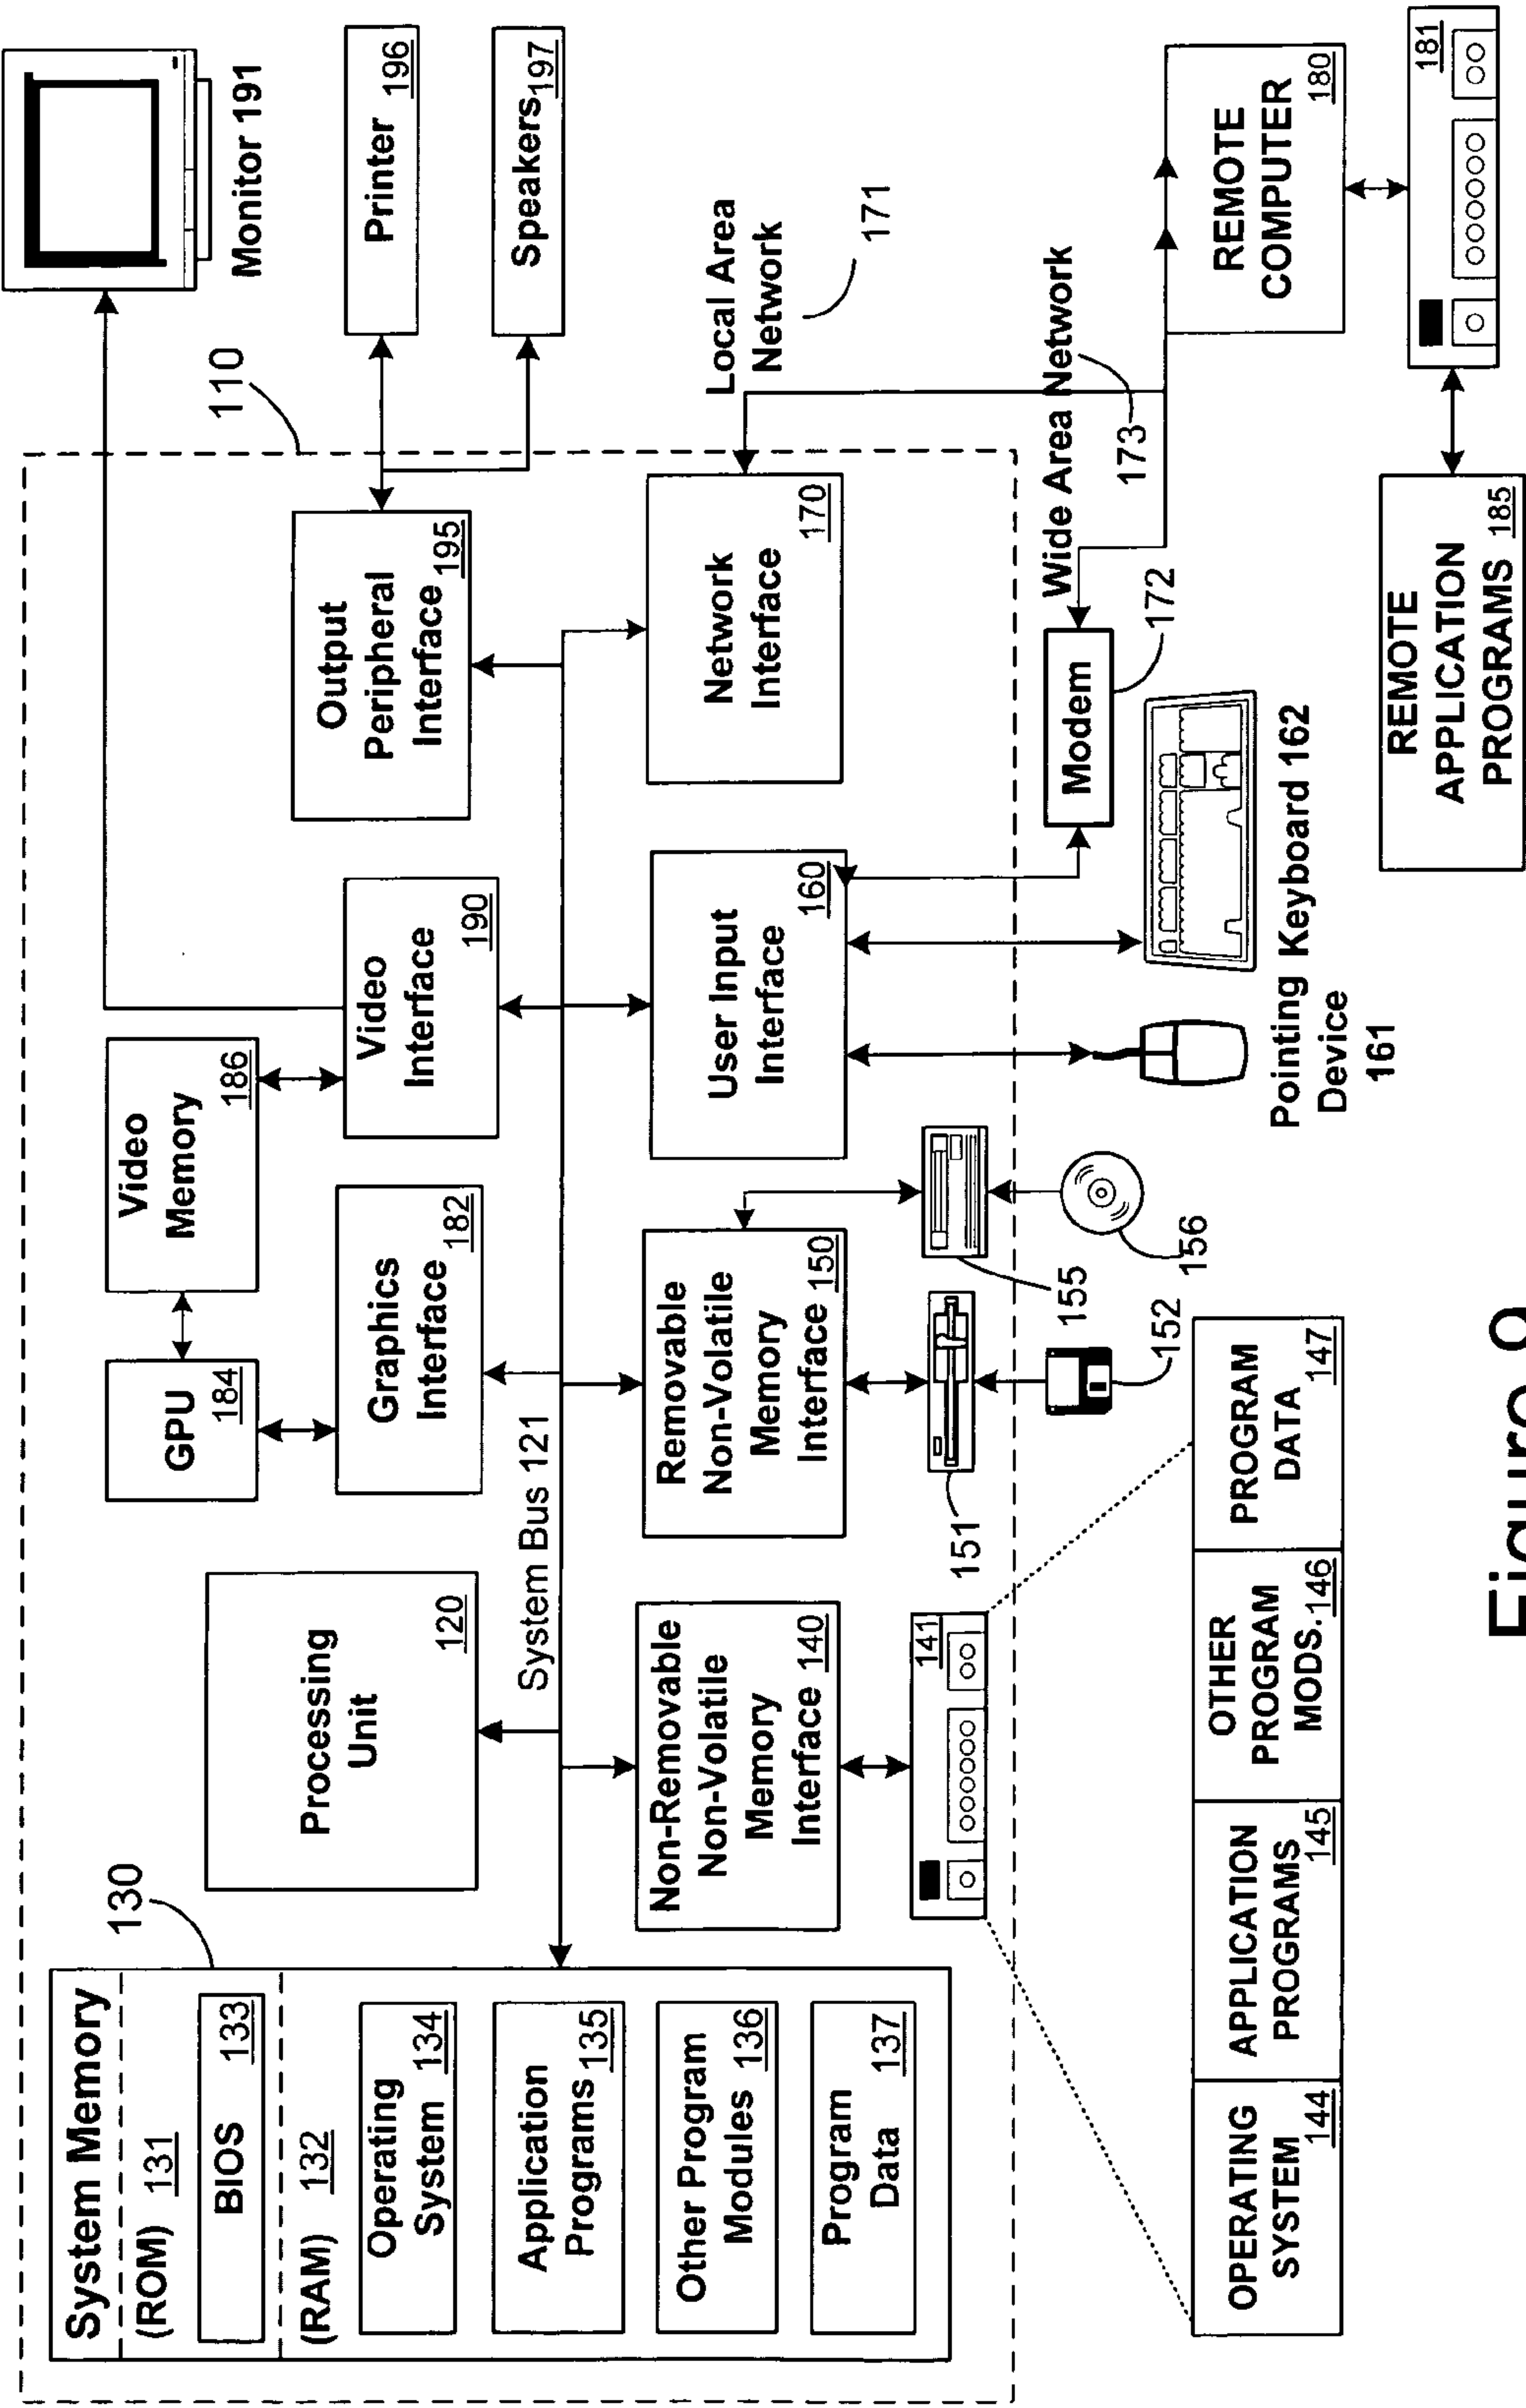 System Memory
(ROM) 131
BIOS 133
(RAM) 132
Operating
System 134
Application
Programs 135
Other Program
Modules 136
Program
Data 137
130
Processing
Unit
120
System Bus 121
GPU
184
Video
Memory
186
Graphics
Interface
182
Video
Interface
190
Output
Peripheral
Interface
195
110
Monitor 191
Printer 196
Speakers 197
Non-Removable
Non-Volatile
Memory
Interface 140
Removable
Non-Volatile
Memory
Interface 150
User Input
Interface
160
Network
Interface
170
Local Area
Network
171
141
151
152
155
156
Pointing
Device
161
Keyboard 162
Modem
172
Wide Area Network
173
REMOTE
COMPUTER
180
181
OPERATING
SYSTEM 144
APPLICATION
PROGRAMS 145
OTHER
PROGRAM
MODS. 146
PROGRAM
DATA 147
REMOTE
APPLICATION
PROGRAMS 185
Figure